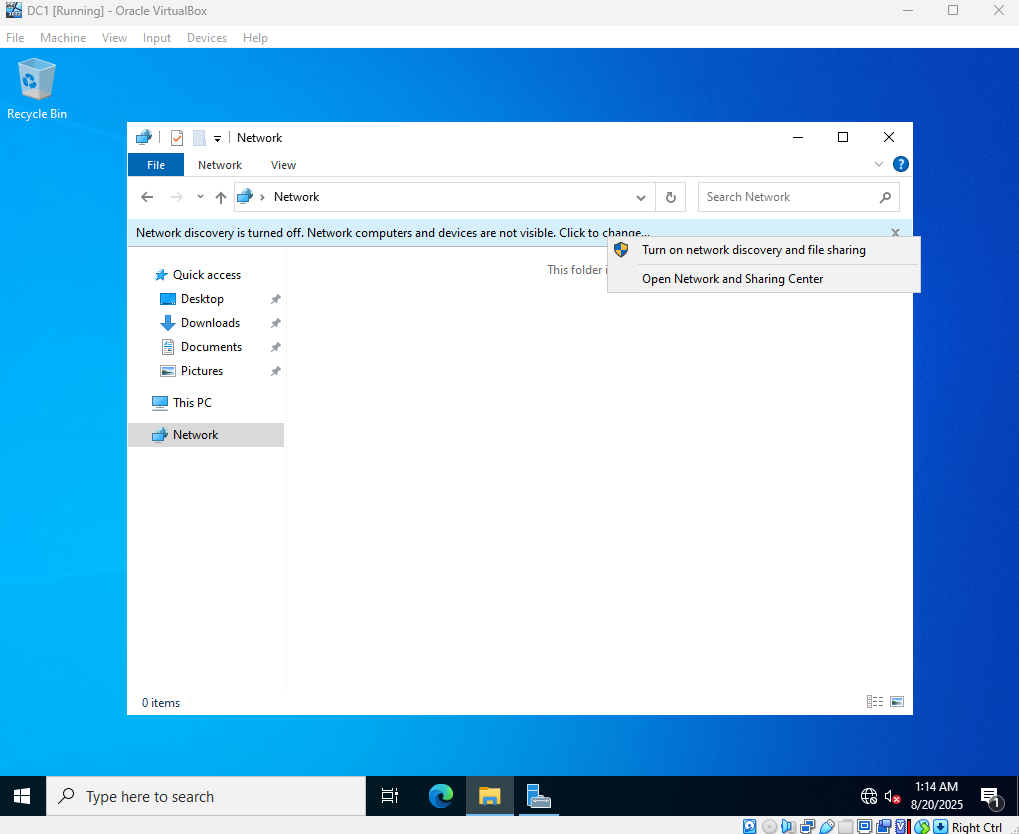 DC1 [Running] - Oracle VirtualBox
File Machine View Input Devices Help
Recycle Bin
Network
File Network View
Network
Search Network
Network discovery is turned off. Network computers and devices are not visible. Click to change...
Turn on network discovery and file sharing
Open Network and Sharing Center
This folder i
Quick access
Desktop
Downloads
Documents
Pictures
This PC
Network
0 items
Type here to search
1:14 AM
8/20/2025
1
Right Ctrl